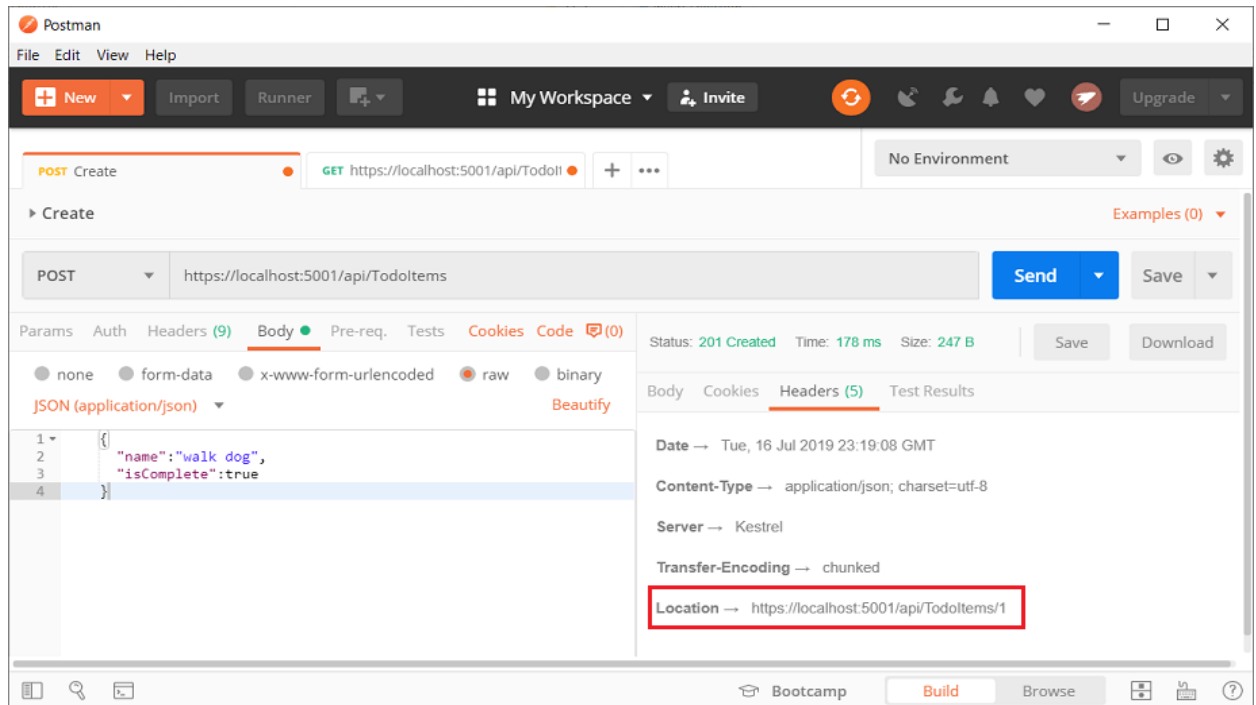 Postman
File Edit View Help
New Import Runner My Workspace Invite Upgrade
POST Create GET https://localhost:5001/api/TodoIt No Environment
Create Examples (0)
POST https://localhost:5001/api/TodoItems Send Save
Params Auth Headers (9) Body Pre-req. Tests Cookies Code (0)
Status: 201 Created Time: 178 ms Size: 247 B Save Download
none form-data x-www-form-urlencoded raw binary
JSON (application/json) Beautify
Body Cookies Headers (5) Test Results
1 {
2 "name":"walk dog",
3 "isComplete":true
4 }
Date → Tue, 16 Jul 2019 23:19:08 GMT
Content-Type → application/json; charset=utf-8
Server → Kestrel
Transfer-Encoding → chunked
Location → https://localhost:5001/api/TodoItems/1
Bootcamp Build Browse